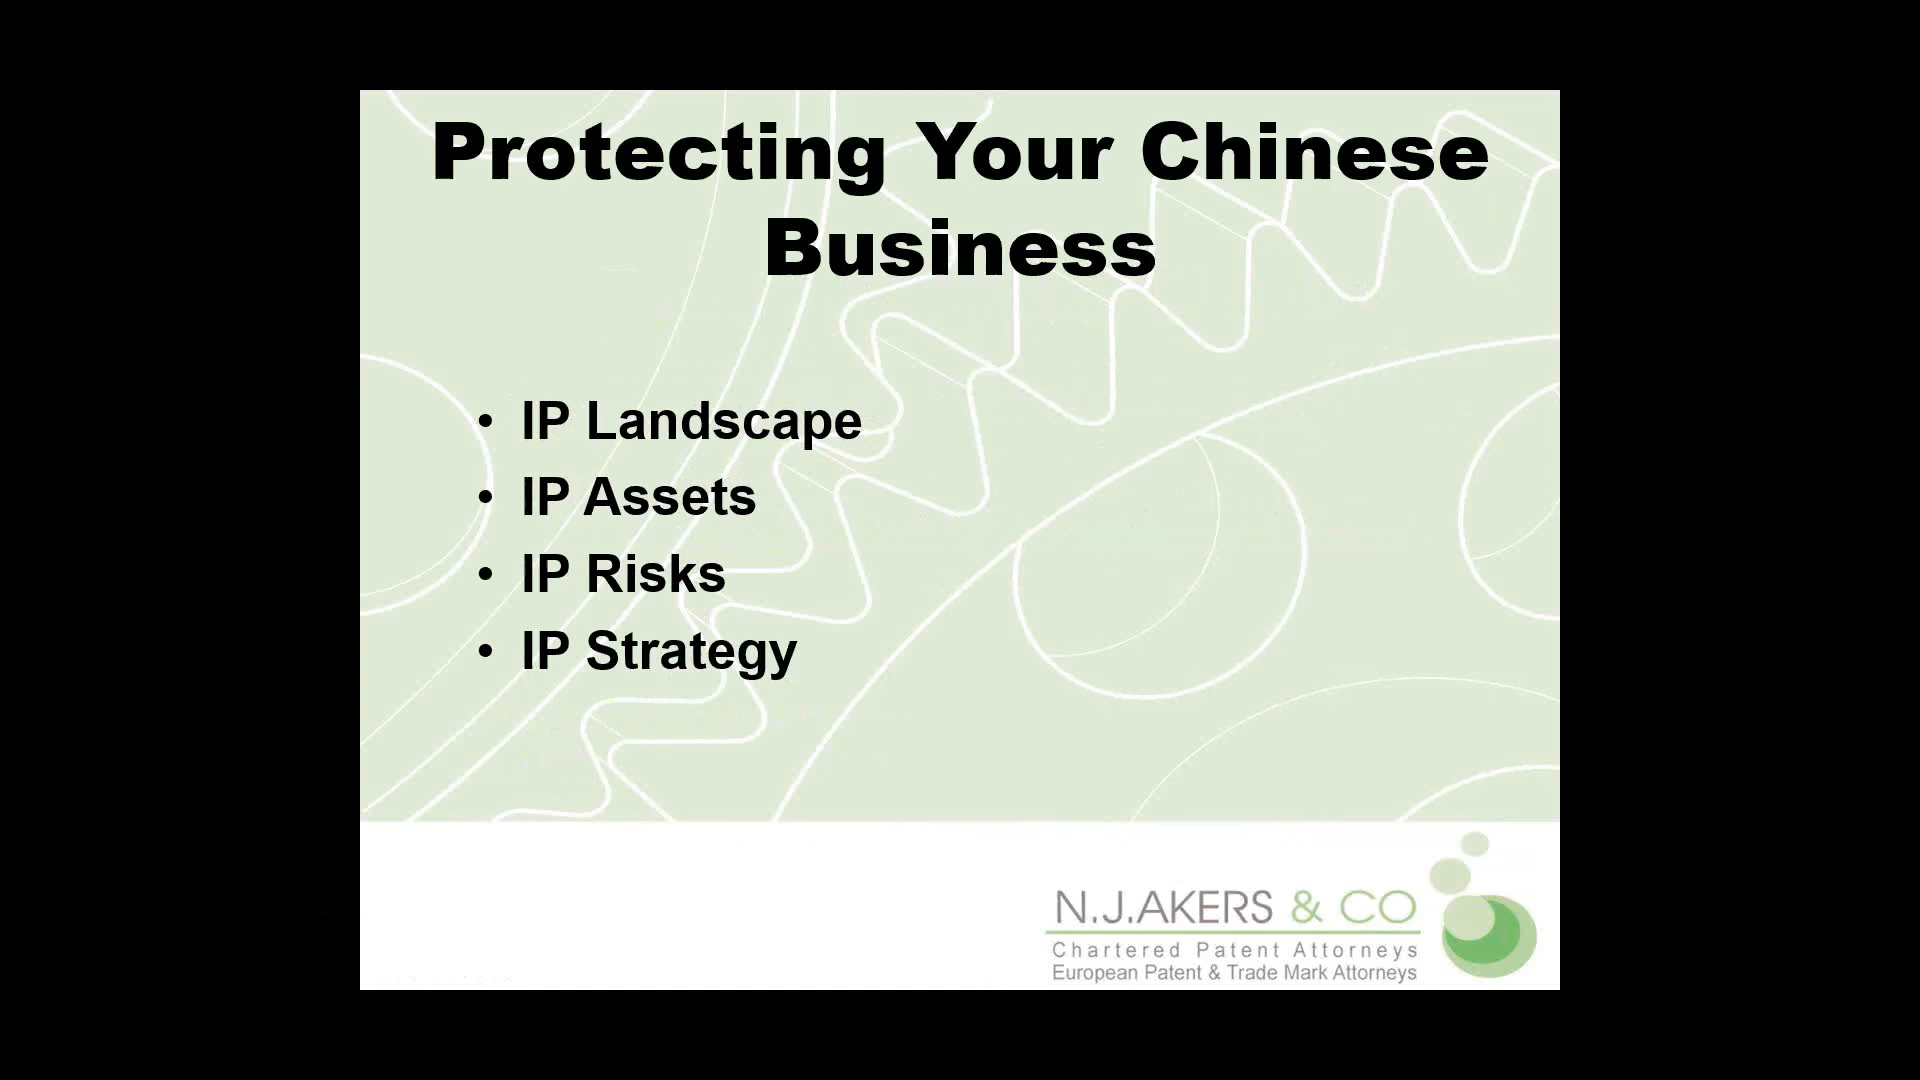 Protecting Your Chinese
Business
• IP Landscape
• IP Assets
• IP Risks
• IP Strategy
N.J.AKERS & CO
Chartered Patent Attorneys
European Patent & Trade Mark Attorneys